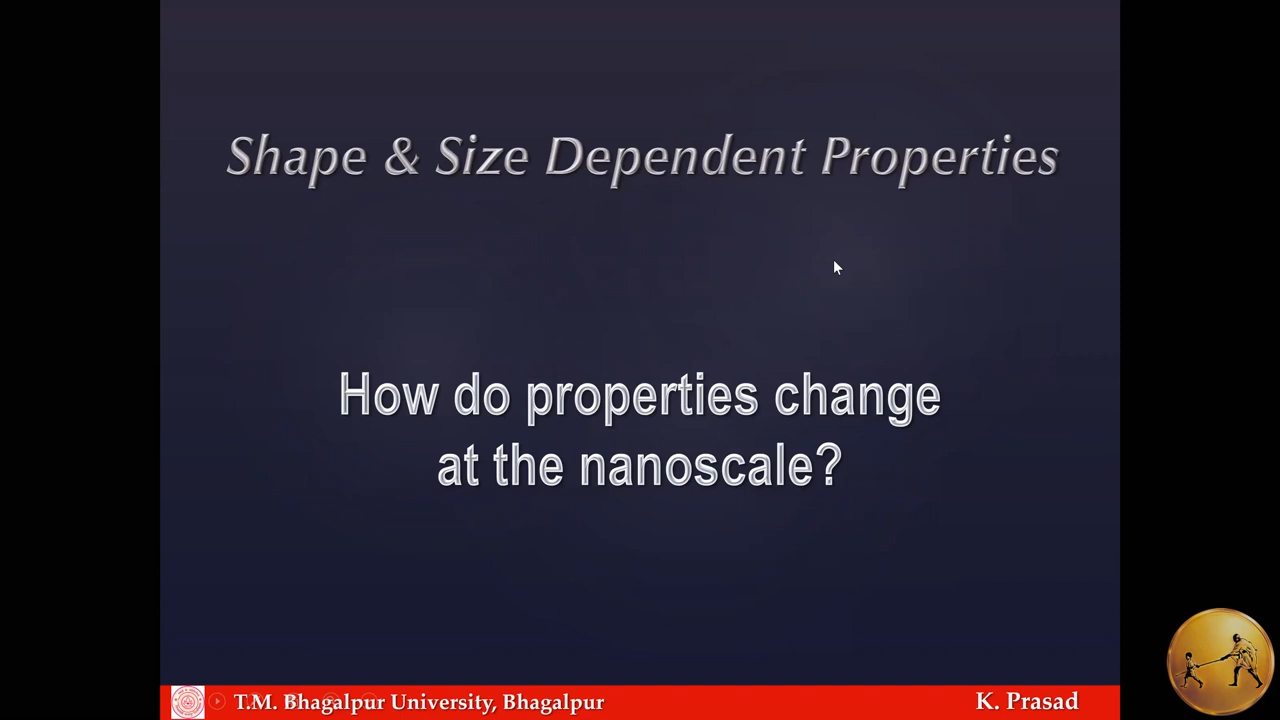 Shape & Size Dependent Properties
How do properties change
at the nanoscale?
T.M. Bhagalpur University, Bhagalpur
K. Prasad